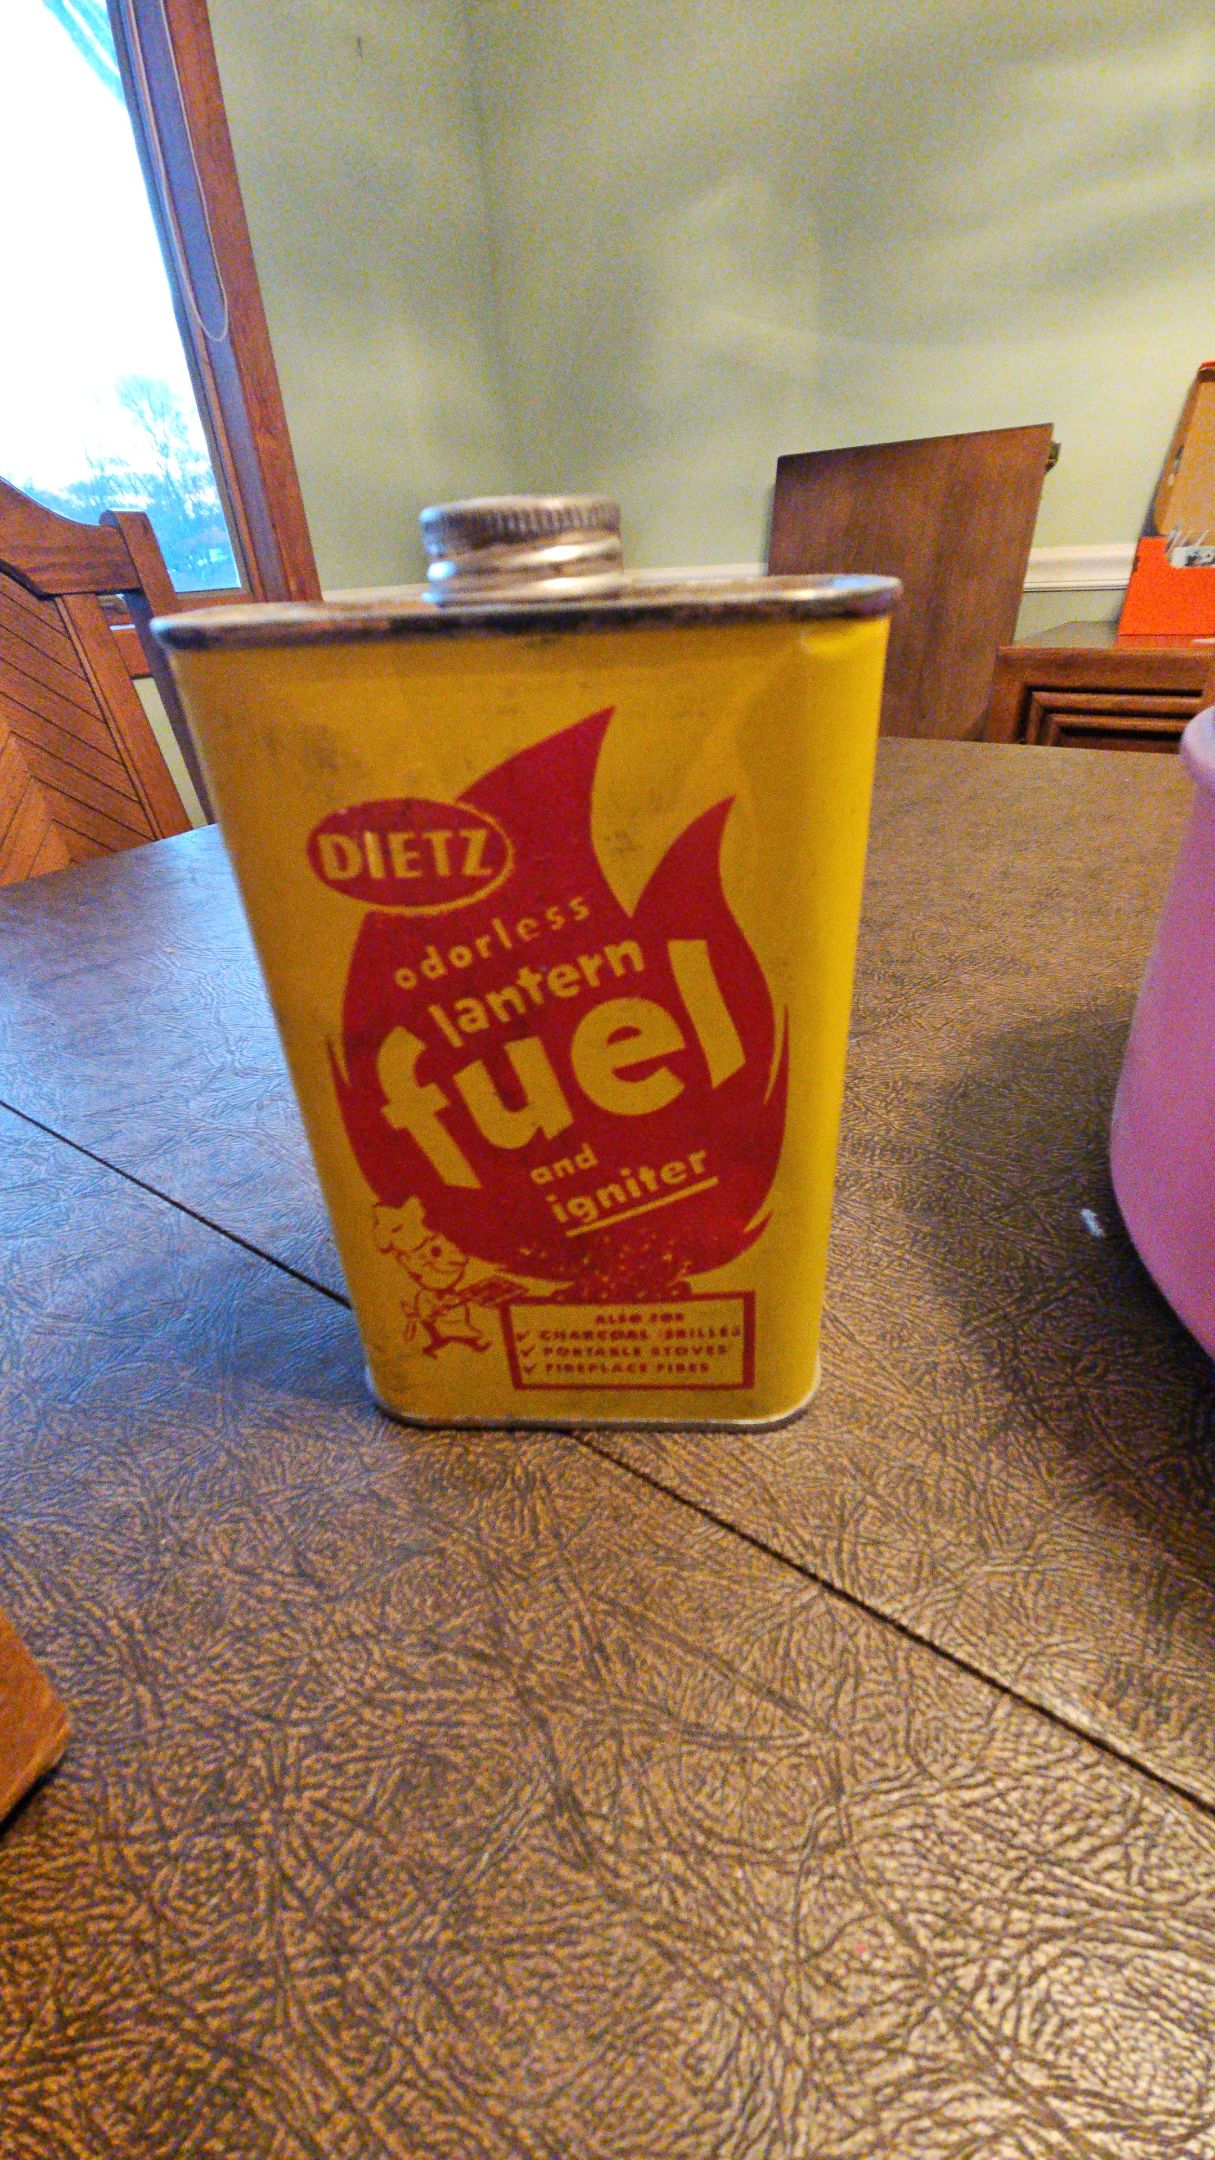 DIETZ
odorless
lantern
fuel
and
igniter
ALSO FOR
✓ CHARCOAL GRILLES
✓ PORTABLE STOVES
✓ FIREPLACE FIRES